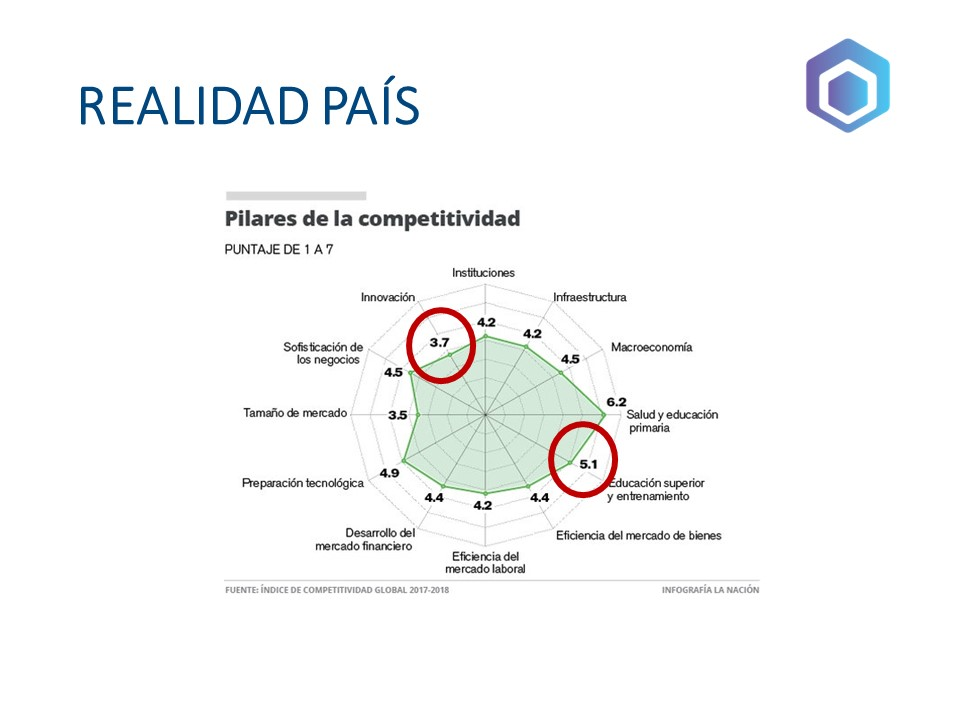 REALIDAD PAÍS
Pilares de la competitividad
PUNTAJE DE 1 A 7
Instituciones
Innovación
Infraestructura
4.2
4.2
3.7
Sofisticación de
los negocios
Macroeconomía
4.5
4.5
6.2
Tamaño de mercado
3.5
Salud y educación
primaria
5.1
4.9
Preparación tecnológica
Educación superior
y entrenamiento
4.4
4.2
4.4
Desarrollo del
mercado financiero
Eficiencia del mercado de bienes
Eficiencia del
mercado laboral
FUENTE: ÍNDICE DE COMPETITIVIDAD GLOBAL 2017-2018
INFOGRAFÍA LA NACIÓN